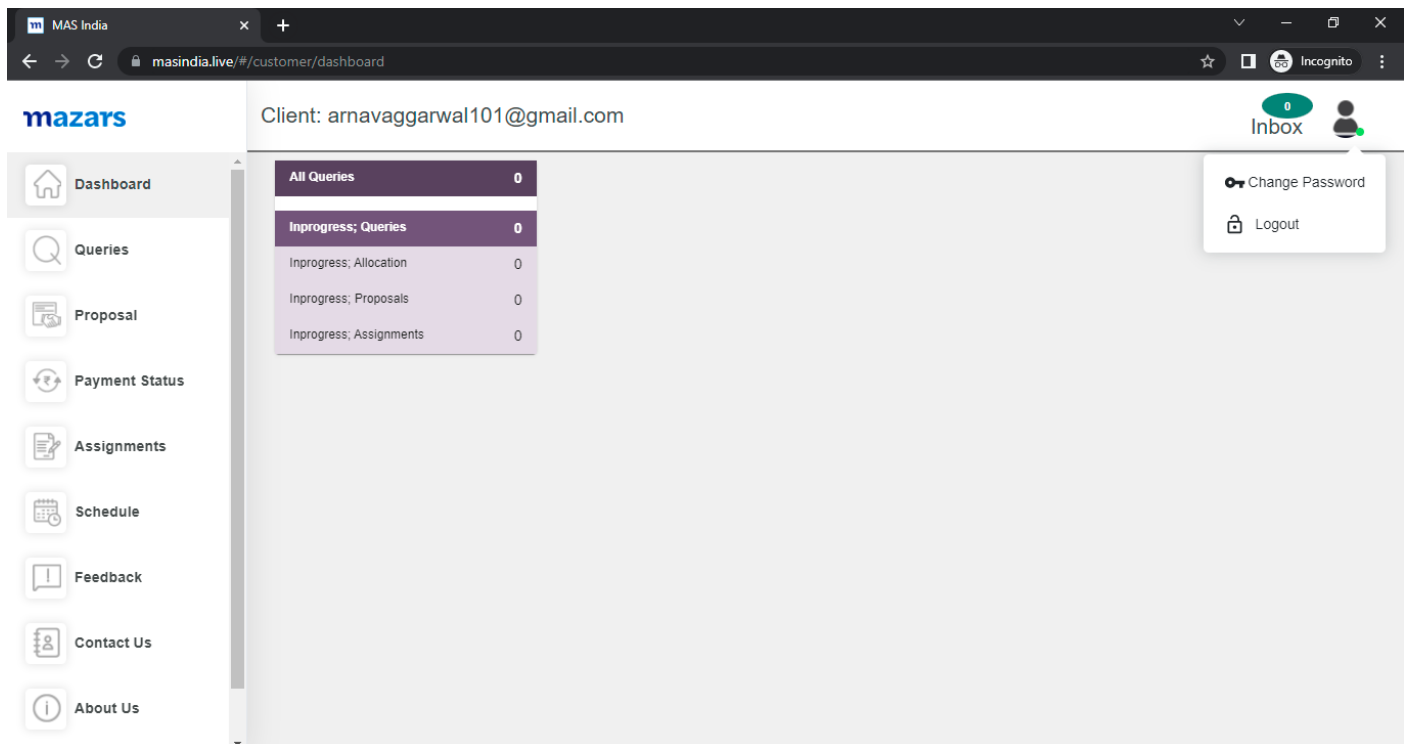 m MAS India
masindia.live/#/customer/dashboard
Incognito
mazars
Client: arnavaggarwal101@gmail.com
0
Inbox
Change Password
Logout
Dashboard
Queries
Proposal
Payment Status
Assignments
Schedule
Feedback
Contact Us
About Us
All Queries 0
Inprogress; Queries 0
Inprogress; Allocation 0
Inprogress; Proposals 0
Inprogress; Assignments 0